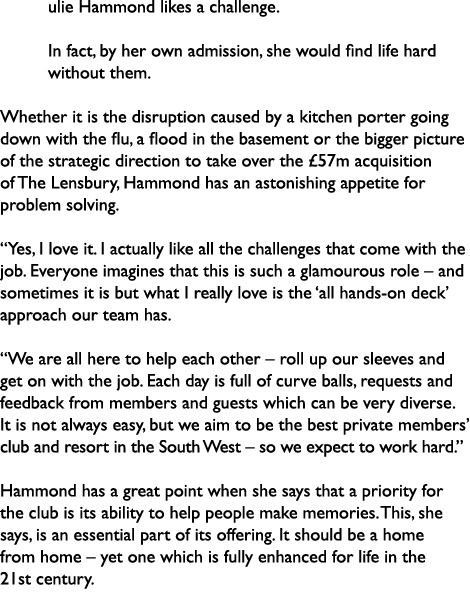 ulie Hammond likes a challenge.
In fact, by her own admission, she would find life hard
without them.
Whether it is the disruption caused by a kitchen porter going
down with the flu, a flood in the basement or the bigger picture
of the strategic direction to take over the £57m acquisition
of The Lensbury, Hammond has an astonishing appetite for
problem solving.
“Yes, I love it. I actually like all the challenges that come with the
job. Everyone imagines that this is such a glamourous role – and
sometimes it is but what I really love is the ‘all hands-on deck’
approach our team has.
“We are all here to help each other – roll up our sleeves and
get on with the job. Each day is full of curve balls, requests and
feedback from members and guests which can be very diverse.
It is not always easy, but we aim to be the best private members’
club and resort in the South West – so we expect to work hard.”
Hammond has a great point when she says that a priority for
the club is its ability to help people make memories. This, she
says, is an essential part of its offering. It should be a home
from home – yet one which is fully enhanced for life in the
21st century.